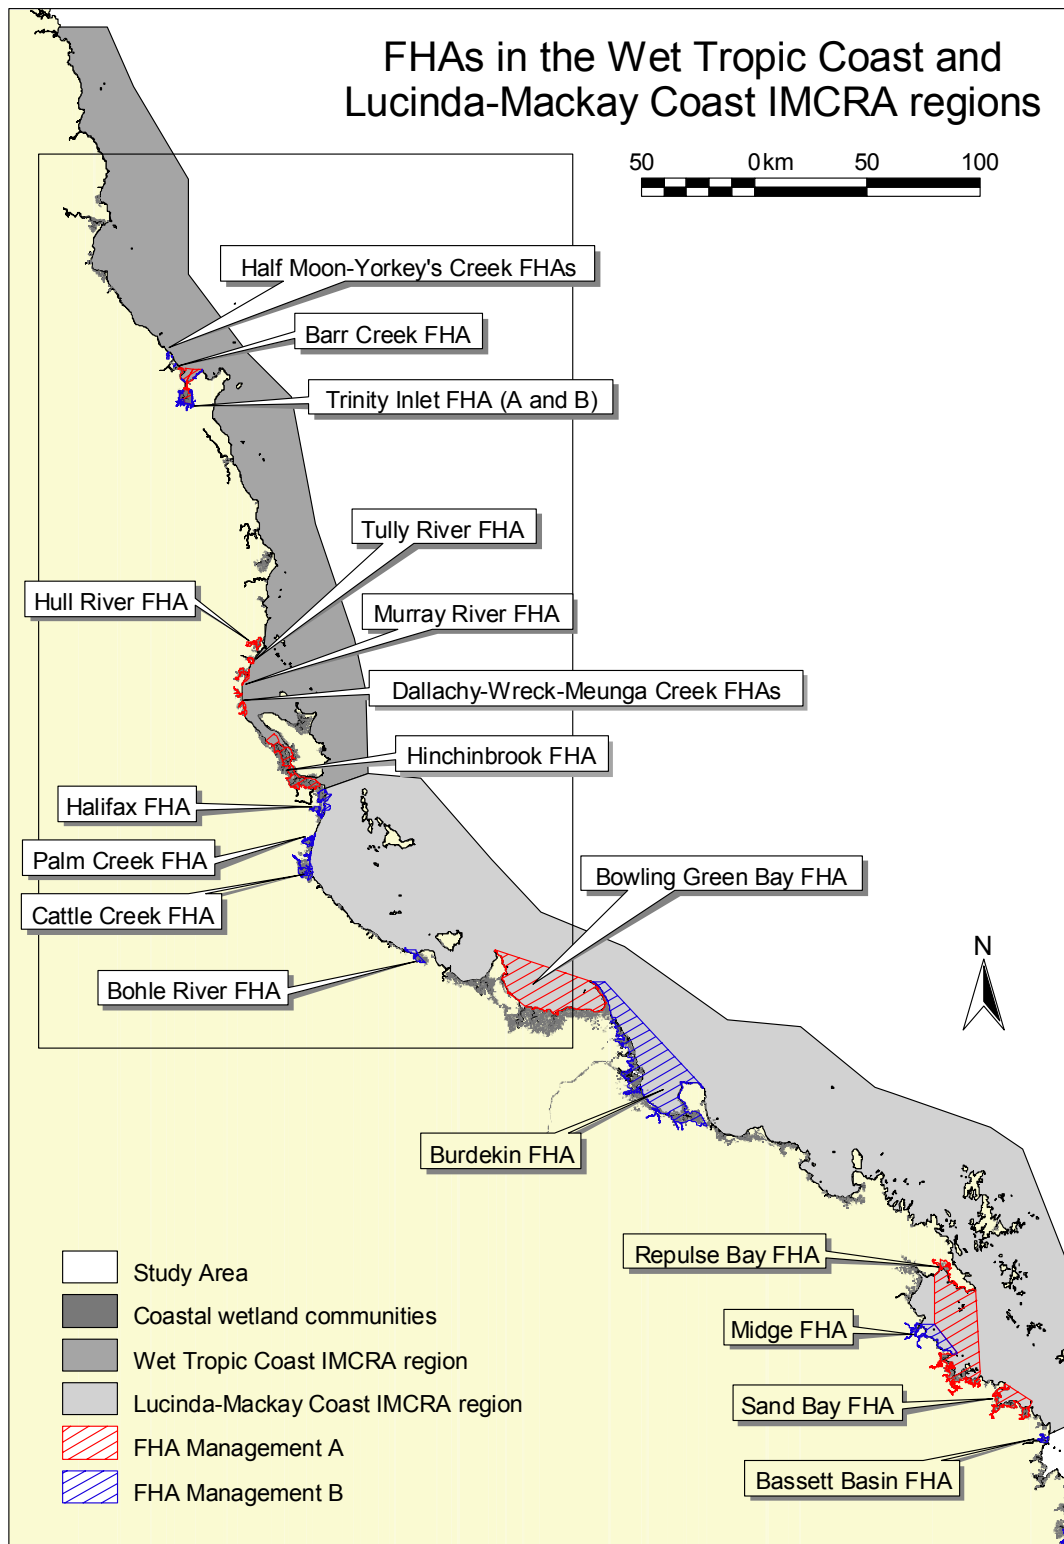 FHAs in the Wet Tropic Coast and
Lucinda-Mackay Coast IMCRA regions
50 0 km 50 100
Half Moon-Yorkey's Creek FHAs
Barr Creek FHA
Trinity Inlet FHA (A and B)
Tully River FHA
Hull River FHA
Murray River FHA
Dallachy-Wreck-Meunga Creek FHAs
Hinchinbrook FHA
Halifax FHA
Palm Creek FHA
Bowling Green Bay FHA
Cattle Creek FHA
N
Bohle River FHA
Burdekin FHA
Repulse Bay FHA
Midge FHA
Sand Bay FHA
Bassett Basin FHA
Study Area
Coastal wetland communities
Wet Tropic Coast IMCRA region
Lucinda-Mackay Coast IMCRA region
FHA Management A
FHA Management B